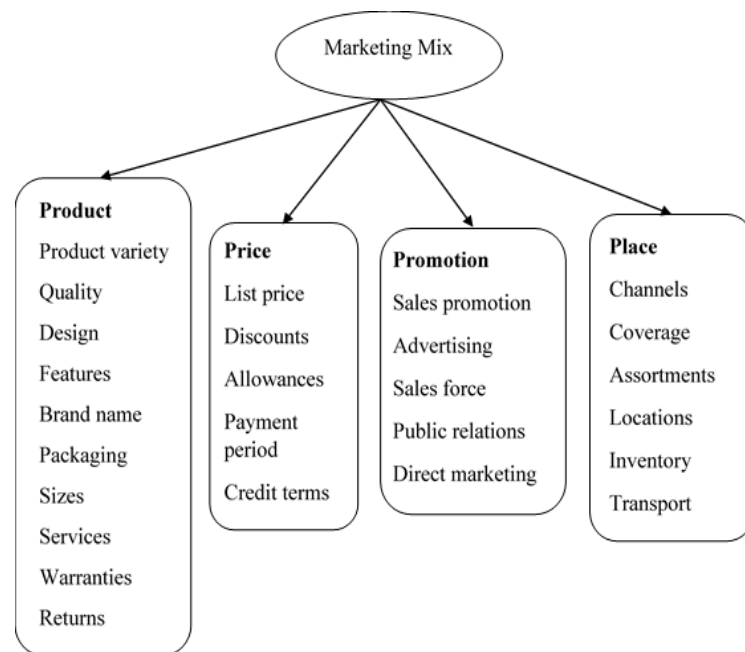 Marketing Mix
Product
Product variety
Quality
Design
Features
Brand name
Packaging
Sizes
Services
Warranties
Returns
Price
List price
Discounts
Allowances
Payment
period
Credit terms
Promotion
Sales promotion
Advertising
Sales force
Public relations
Direct marketing
Place
Channels
Coverage
Assortments
Locations
Inventory
Transport